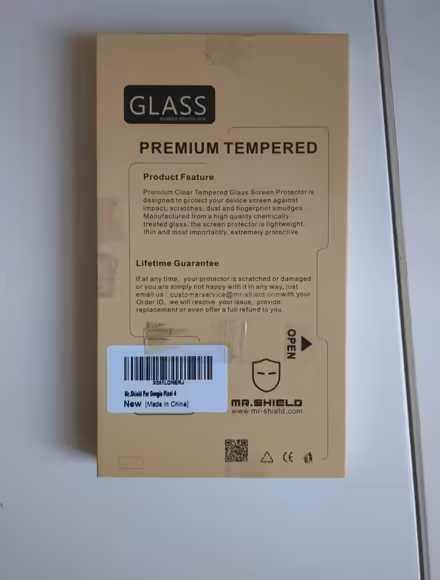 GLASS
PREMIUM TEMPERED
Product Feature
Premium Clear Tempered Glass Screen Protector is
designed to protect your device screen against
impact, scratches, dust and fingerprint smudges.
Manufactured from a high quality chemically
treated glass, the screen protector is lightweight,
thin and most importantly, extremely protective.
Lifetime Guarantee
If at any time, your protector is scratched or damaged
or you are simply not happy with it in any way, just
email us : customerservice@mr-shield.com with your
Order ID, we will resolve your issue, provide
replacement or even offer a full refund to you.
OPEN
X001LDNERJ
Mr.Shield For Google Pixel 4
New (Made in China)
MR.SHIELD
www.mr-shield.com
CE